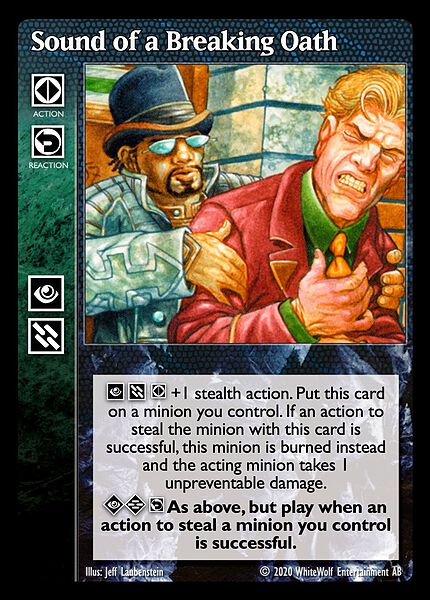 Sound of a Breaking Oath
ACTION
REACTION
+1 stealth action. Put this card
on a minion you control. If an action to
steal the minion with this card is
successful, this minion is burned instead
and the acting minion takes 1
unpreventable damage.
As above, but play when an
action to steal a minion you control
is successful.
Illus: Jeff Laubenstein © 2020 WhiteWolf Entertainment AB